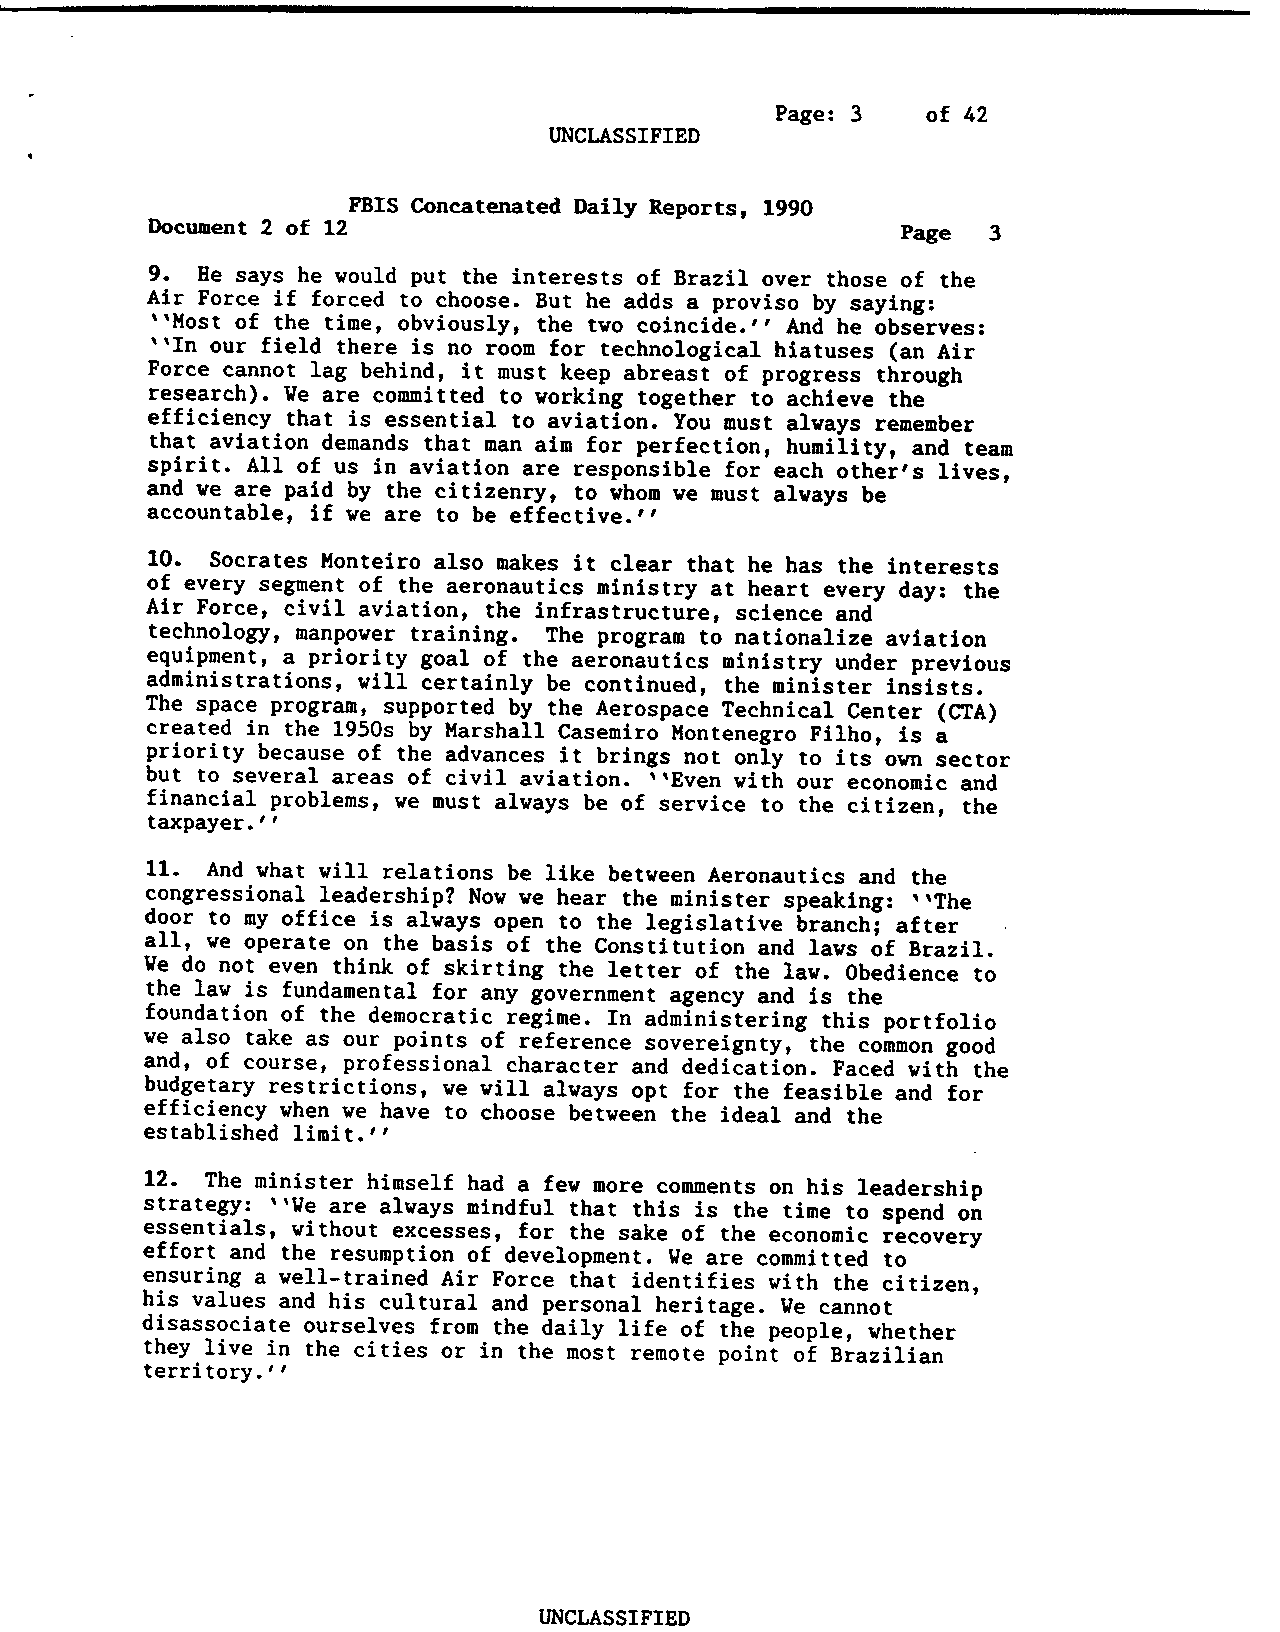 Page: 3 of 42
UNCLASSIFIED
FBIS Concatenated Daily Reports, 1990
Document 2 of 12
Page 3
9. He says he would put the interests of Brazil over those of the
Air Force if forced to choose. But he adds a proviso by saying:
``Most of the time, obviously, the two coincide.'' And he observes:
``In our field there is no room for technological hiatuses (an Air
Force cannot lag behind, it must keep abreast of progress through
research). We are committed to working together to achieve the
efficiency that is essential to aviation. You must always remember
that aviation demands that man aim for perfection, humility, and team
spirit. All of us in aviation are responsible for each other's lives,
and we are paid by the citizenry, to whom we must always be
accountable, if we are to be effective.''
10. Socrates Monteiro also makes it clear that he has the interests
of every segment of the aeronautics ministry at heart every day: the
Air Force, civil aviation, the infrastructure, science and
technology, manpower training. The program to nationalize aviation
equipment, a priority goal of the aeronautics ministry under previous
administrations, will certainly be continued, the minister insists.
The space program, supported by the Aerospace Technical Center (CTA)
created in the 1950s by Marshall Casemiro Montenegro Filho, is a
priority because of the advances it brings not only to its own sector
but to several areas of civil aviation. ``Even with our economic and
financial problems, we must always be of service to the citizen, the
taxpayer.''
11. And what will relations be like between Aeronautics and the
congressional leadership? Now we hear the minister speaking: ``The
door to my office is always open to the legislative branch; after
all, we operate on the basis of the Constitution and laws of Brazil.
We do not even think of skirting the letter of the law. Obedience to
the law is fundamental for any government agency and is the
foundation of the democratic regime. In administering this portfolio
we also take as our points of reference sovereignty, the common good
and, of course, professional character and dedication. Faced with the
budgetary restrictions, we will always opt for the feasible and for
efficiency when we have to choose between the ideal and the
established limit.''
12. The minister himself had a few more comments on his leadership
strategy: ``We are always mindful that this is the time to spend on
essentials, without excesses, for the sake of the economic recovery
effort and the resumption of development. We are committed to
ensuring a well-trained Air Force that identifies with the citizen,
his values and his cultural and personal heritage. We cannot
disassociate ourselves from the daily life of the people, whether
they live in the cities or in the most remote point of Brazilian
territory.''
UNCLASSIFIED